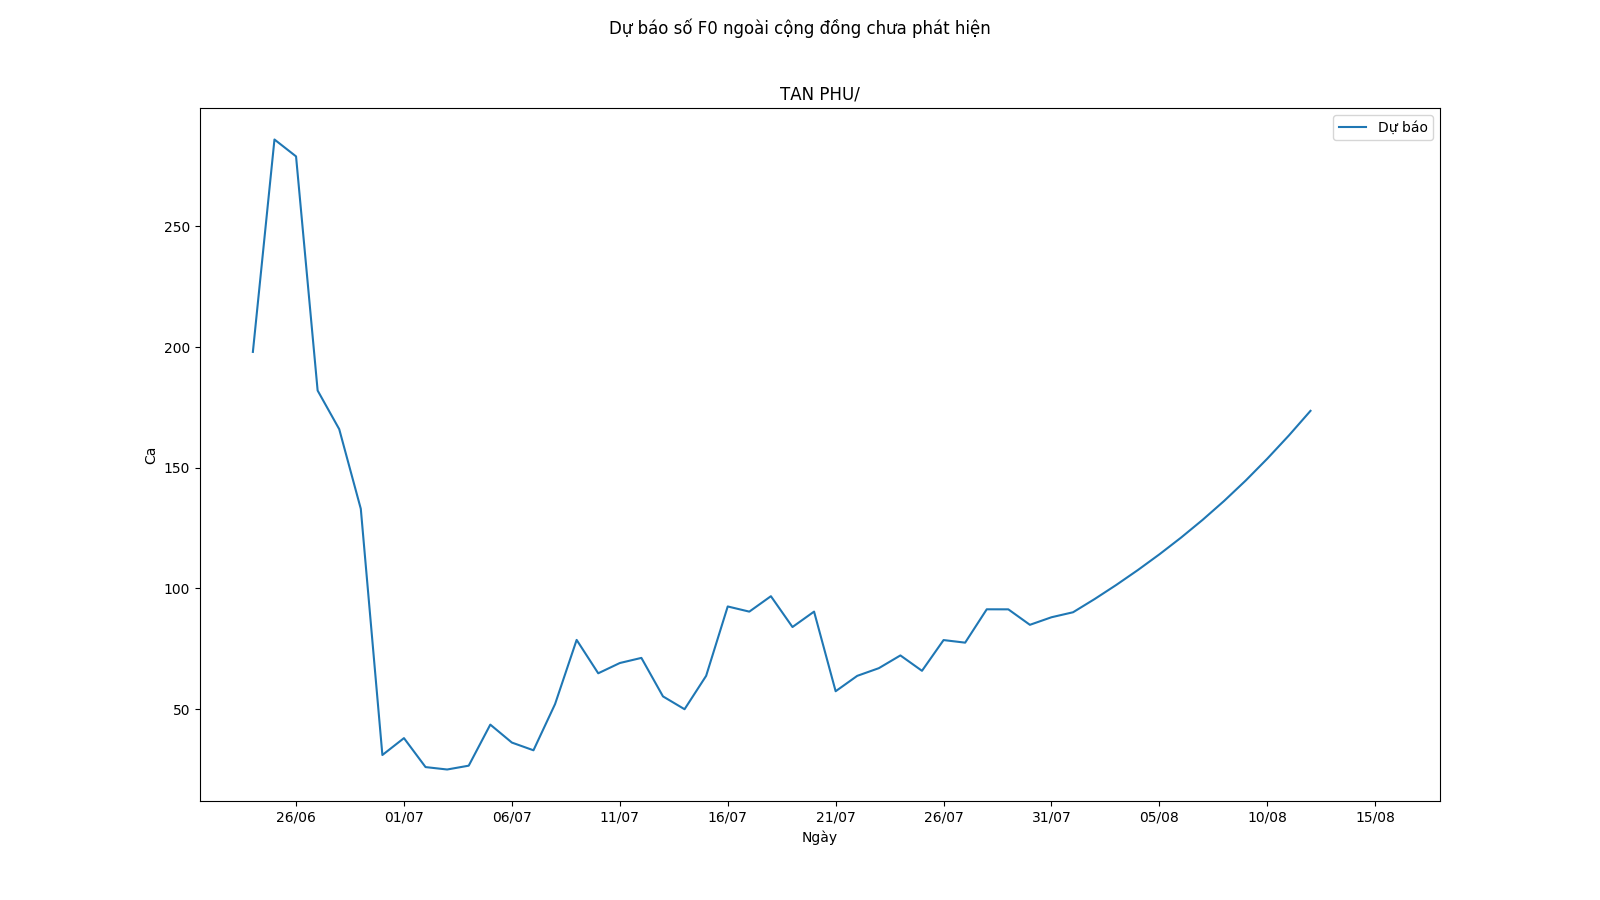 Dự báo số F0 ngoài cộng đồng chưa phát hiện
TAN PHU/
Dự báo
250
200
150
100
50
Ca
26/06 01/07 06/07 11/07 16/07 21/07 26/07 31/07 05/08 10/08 15/08
Ngày